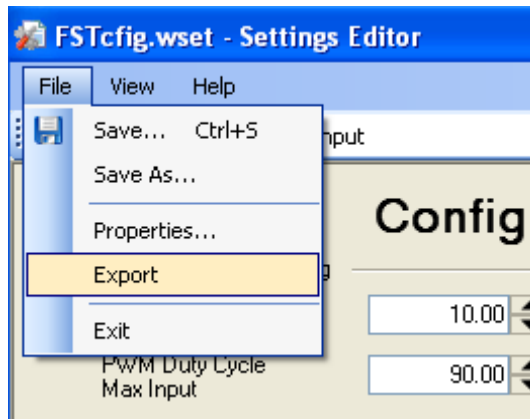 FSTcfig.wset - Settings Editor
File View Help
Save... Ctrl+S
nput
Save As...
Config
Properties...
Export
10.00
Exit
PWM Duty Cycle
Max Input
90.00